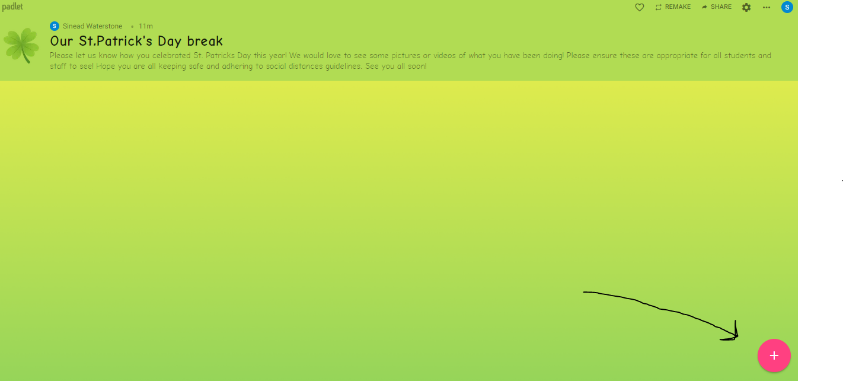 padlet
REMAKE SHARE S
S Sinead Waterstone • 11m
Our St.Patrick's Day break
Please let us know how you celebrated St. Patricks Day this year! We would love to see some pictures or videos of what you have been doing! Please ensure these are appropriate for all students and
staff to see! Hope you are all keeping safe and adhering to social distances guidelines. See you all soon!